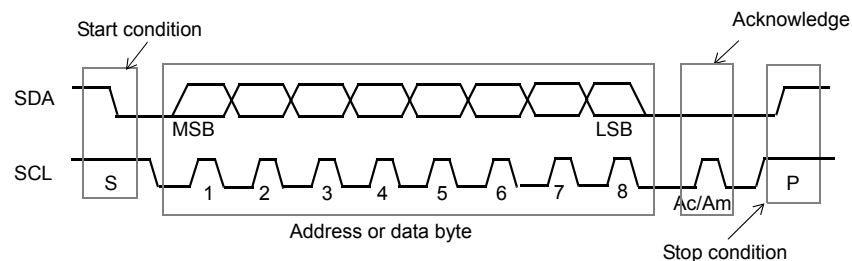 Start condition
Acknowledge
SDA
MSB
LSB
SCL
S
1
2
3
4
5
6
7
8
Ac/Am
P
Address or data byte
Stop condition